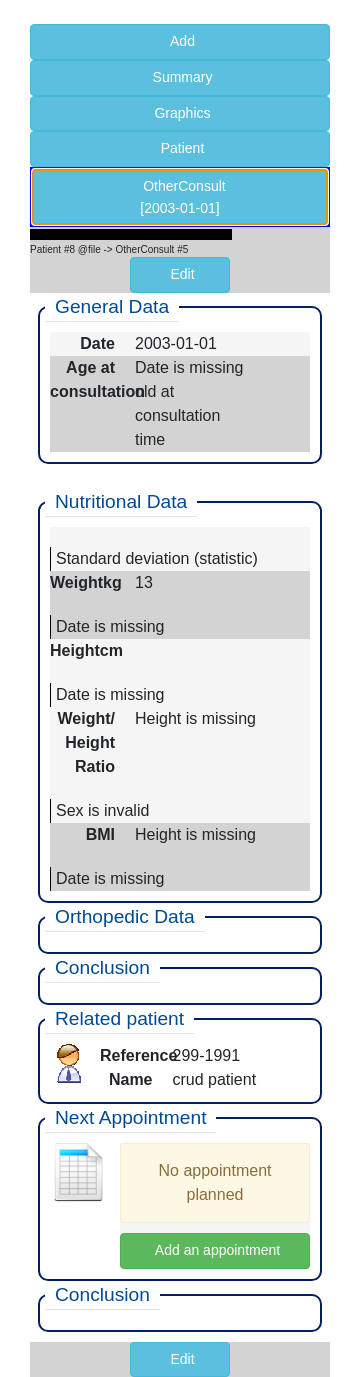 Add
Summary
Graphics
Patient
OtherConsult
[2003-01-01]
Patient #8 @file -> OtherConsult #5
Edit
General Data
Date 2003-01-01
Age at Date is missing
consultation old at
consultation
time
Nutritional Data
Standard deviation (statistic)
Weightkg 13
Date is missing
Heightcm
Date is missing
Weight/ Height is missing
Height
Ratio
Sex is invalid
BMI Height is missing
Date is missing
Orthopedic Data
Conclusion
Related patient
Reference 299-1991
Name crud patient
Next Appointment
No appointment
planned
Add an appointment
Conclusion
Edit